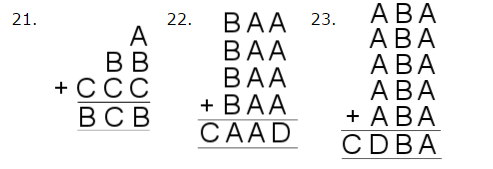 21.
A
BB
+ CCC
BCB
22.
BAA
BAA
BAA
+ BAA
CAAD
23.
ABA
ABA
ABA
ABA
+ ABA
CDBA